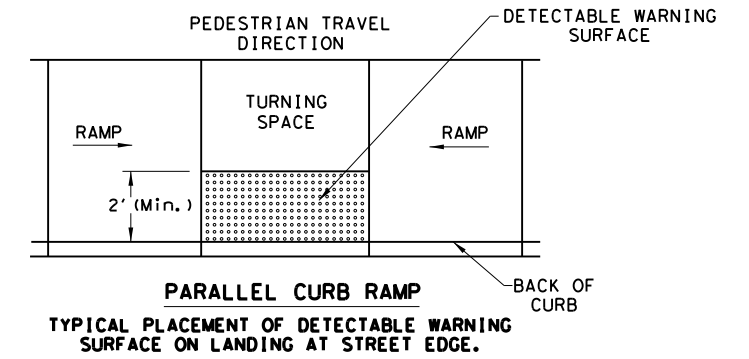 PEDESTRIAN TRAVEL
DIRECTION
DETECTABLE WARNING
SURFACE
TURNING
SPACE
RAMP
RAMP
2' (Min.)
BACK OF
CURB
PARALLEL CURB RAMP
TYPICAL PLACEMENT OF DETECTABLE WARNING
SURFACE ON LANDING AT STREET EDGE.